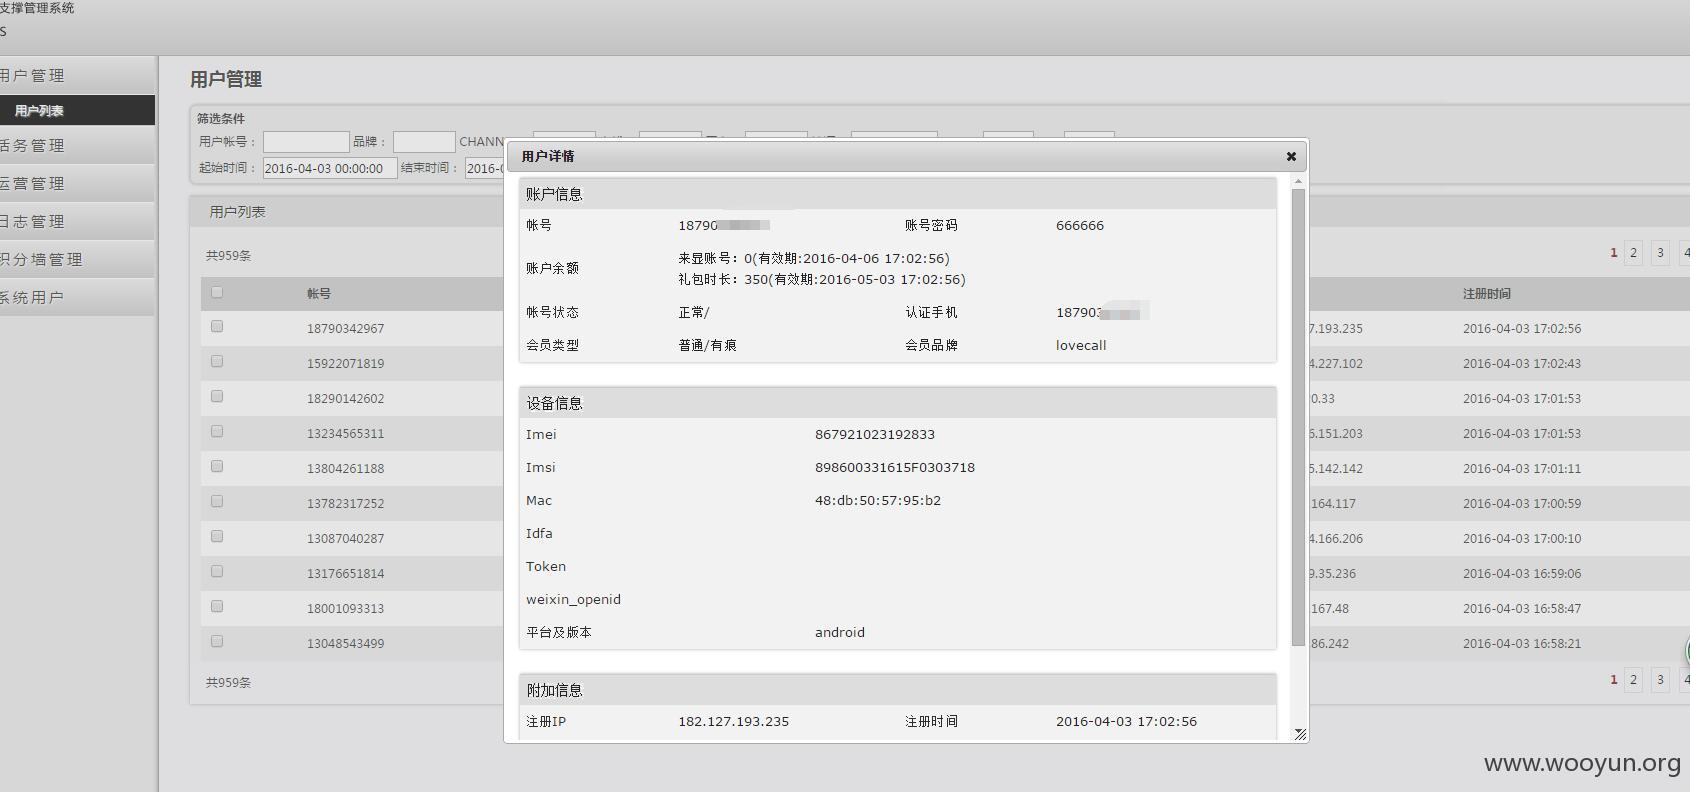 支撑管理系统
S
用户管理
用户列表
话务管理
运营管理
日志管理
积分墙管理
系统用户
用户管理
筛选条件
用户帐号： 品牌： CHANN
起始时间： 2016-04-03 00:00:00 结束时间： 2016-0
用户列表
共959条 1 2 3 4
帐号 注册时间
18790342967 7.193.235 2016-04-03 17:02:56
15922071819 4.227.102 2016-04-03 17:02:43
18290142602 0.33 2016-04-03 17:01:53
13234565311 5.151.203 2016-04-03 17:01:53
13804261188 5.142.142 2016-04-03 17:01:11
13782317252 164.117 2016-04-03 17:00:59
13087040287 4.166.206 2016-04-03 17:00:10
13176651814 9.35.236 2016-04-03 16:59:06
18001093313 167.48 2016-04-03 16:58:47
13048543499 86.242 2016-04-03 16:58:21
共959条 1 2 3 4
用户详情
账户信息
帐号 18790 账号密码 666666
账户余额 来显账号：0(有效期:2016-04-06 17:02:56)
礼包时长：350(有效期:2016-05-03 17:02:56)
帐号状态 正常/ 认证手机 18790
会员类型 普通/有痕 会员品牌 lovecall
设备信息
Imei 867921023192833
Imsi 898600331615F0303718
Mac 48:db:50:57:95:b2
Idfa
Token
weixin_openid
平台及版本 android
附加信息
注册IP 182.127.193.235 注册时间 2016-04-03 17:02:56
www.wooyun.org